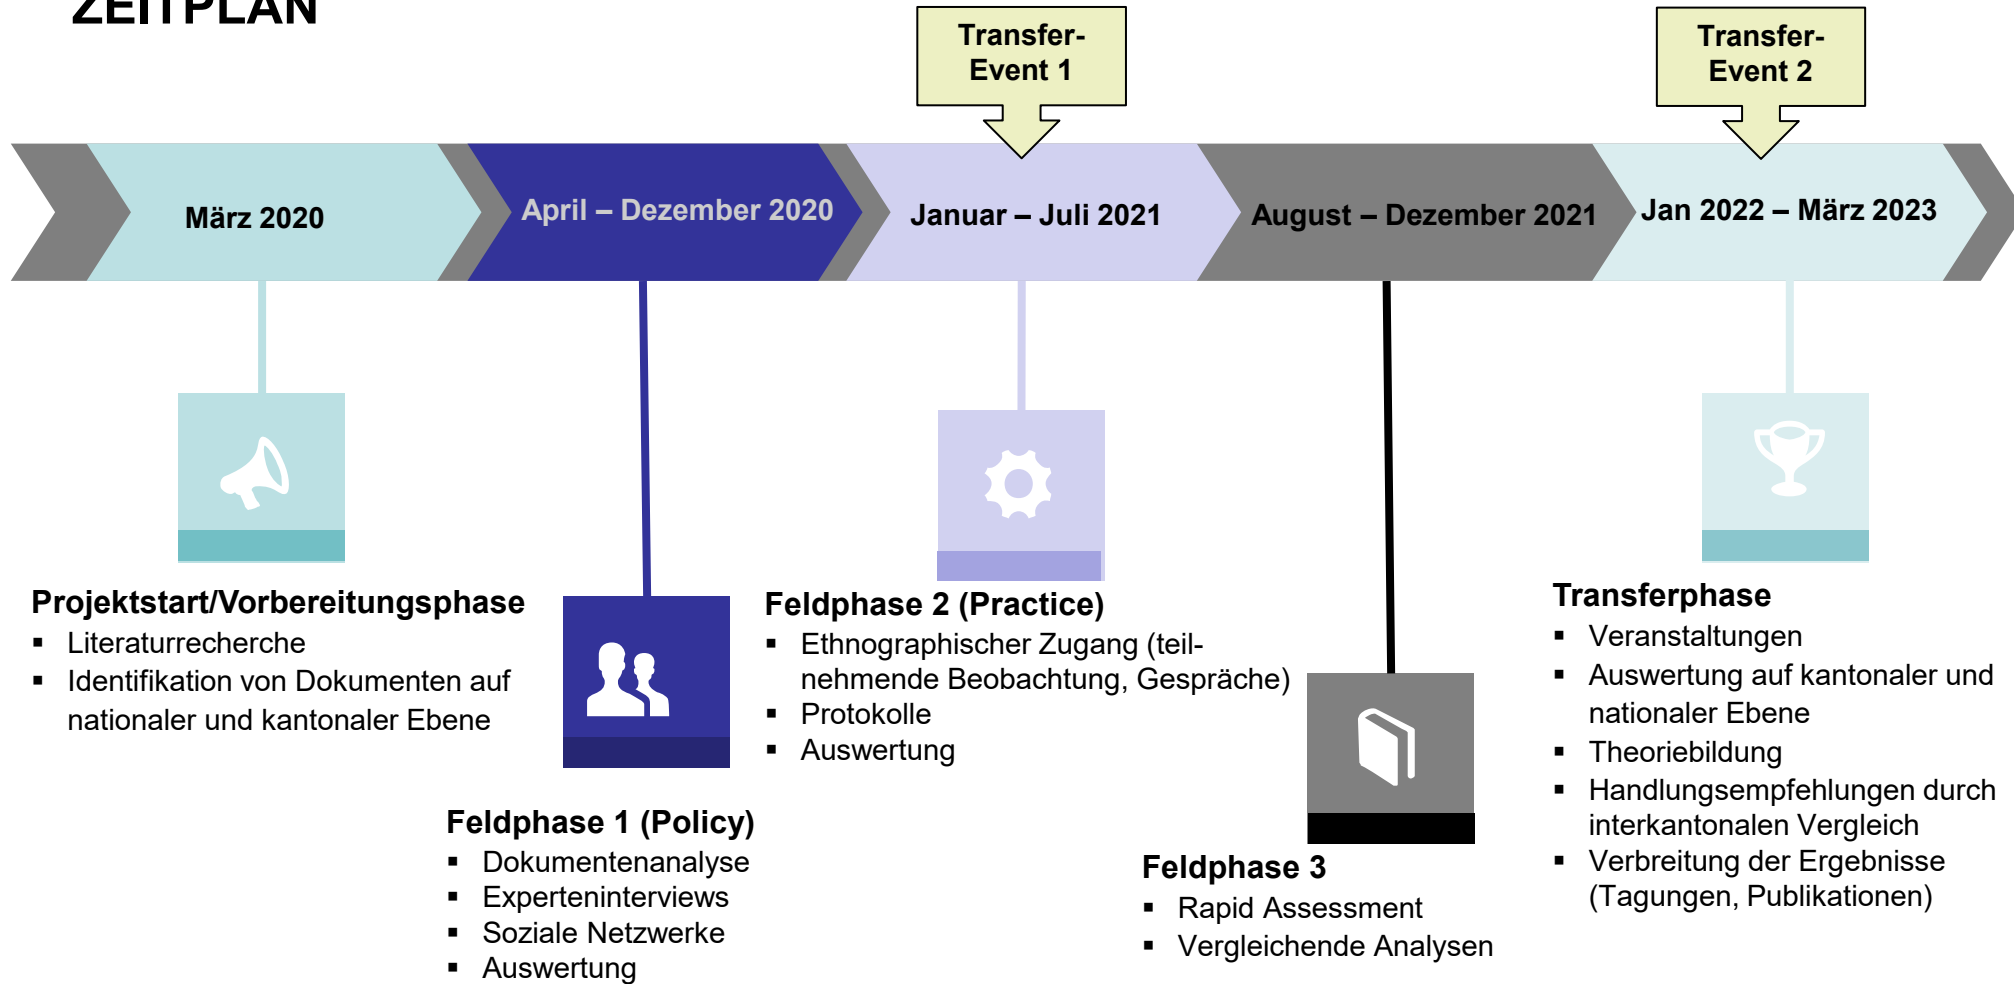 ZEITPLAN
Transfer-
Event 1
Transfer-
Event 2
März 2020
April – Dezember 2020
Januar – Juli 2021
August – Dezember 2021
Jan 2022 – März 2023
Projektstart/Vorbereitungsphase
▪ Literaturrecherche
▪ Identifikation von Dokumenten auf
nationaler und kantonaler Ebene
Feldphase 1 (Policy)
▪ Dokumentenanalyse
▪ Experteninterviews
▪ Soziale Netzwerke
▪ Auswertung
Feldphase 2 (Practice)
▪ Ethnographischer Zugang (teil-
nehmende Beobachtung, Gespräche)
▪ Protokolle
▪ Auswertung
Feldphase 3
▪ Rapid Assessment
▪ Vergleichende Analysen
Transferphase
▪ Veranstaltungen
▪ Auswertung auf kantonaler und
nationaler Ebene
▪ Theoriebildung
▪ Handlungsempfehlungen durch
interkantonalen Vergleich
▪ Verbreitung der Ergebnisse
(Tagungen, Publikationen)